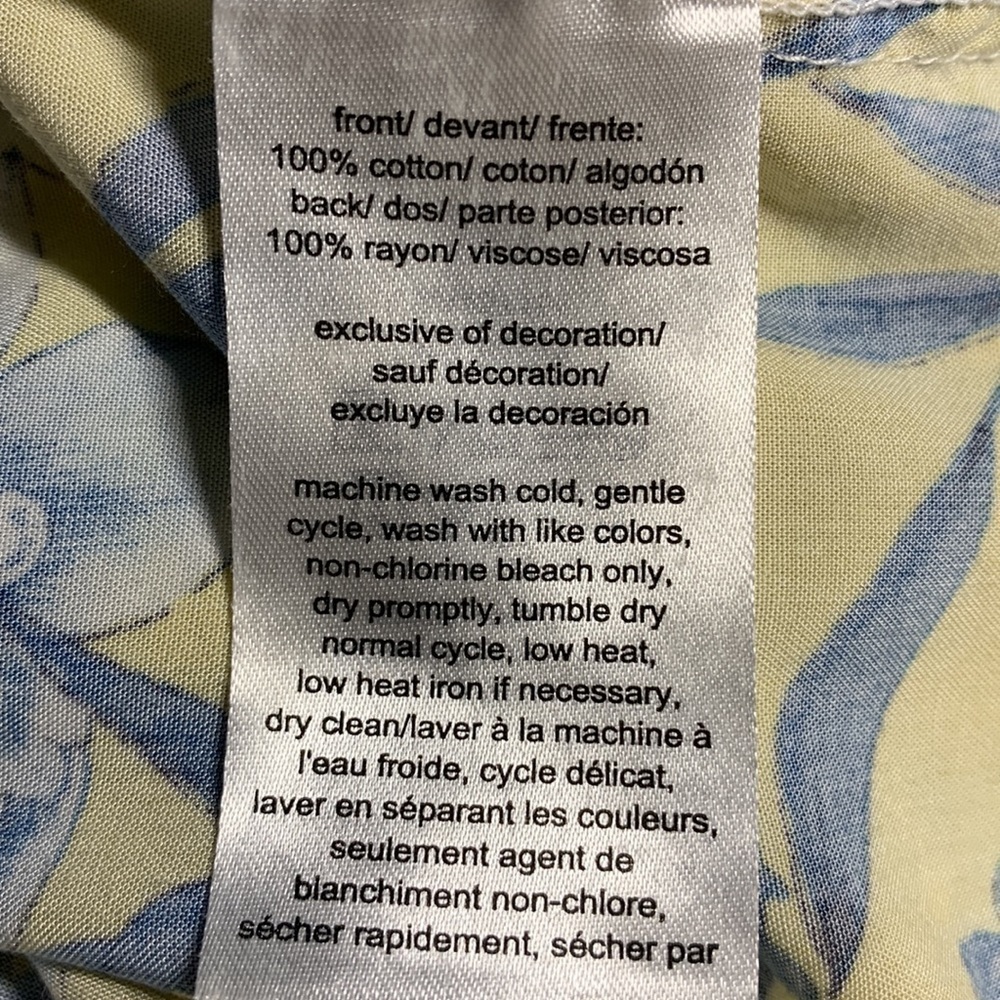 front/ devant/ frente:
100% cotton/ coton/ algodón
back/ dos/ parte posterior:
100% rayon/ viscose/ viscosa
exclusive of decoration/
sauf décoration/
excluye la decoración
machine wash cold, gentle
cycle, wash with like colors,
non-chlorine bleach only,
dry promptly, tumble dry
normal cycle, low heat,
low heat iron if necessary,
dry clean/laver à la machine à
l'eau froide, cycle délicat,
laver en séparant les couleurs,
seulement agent de
blanchiment non-chlore,
sécher rapidement, sécher par